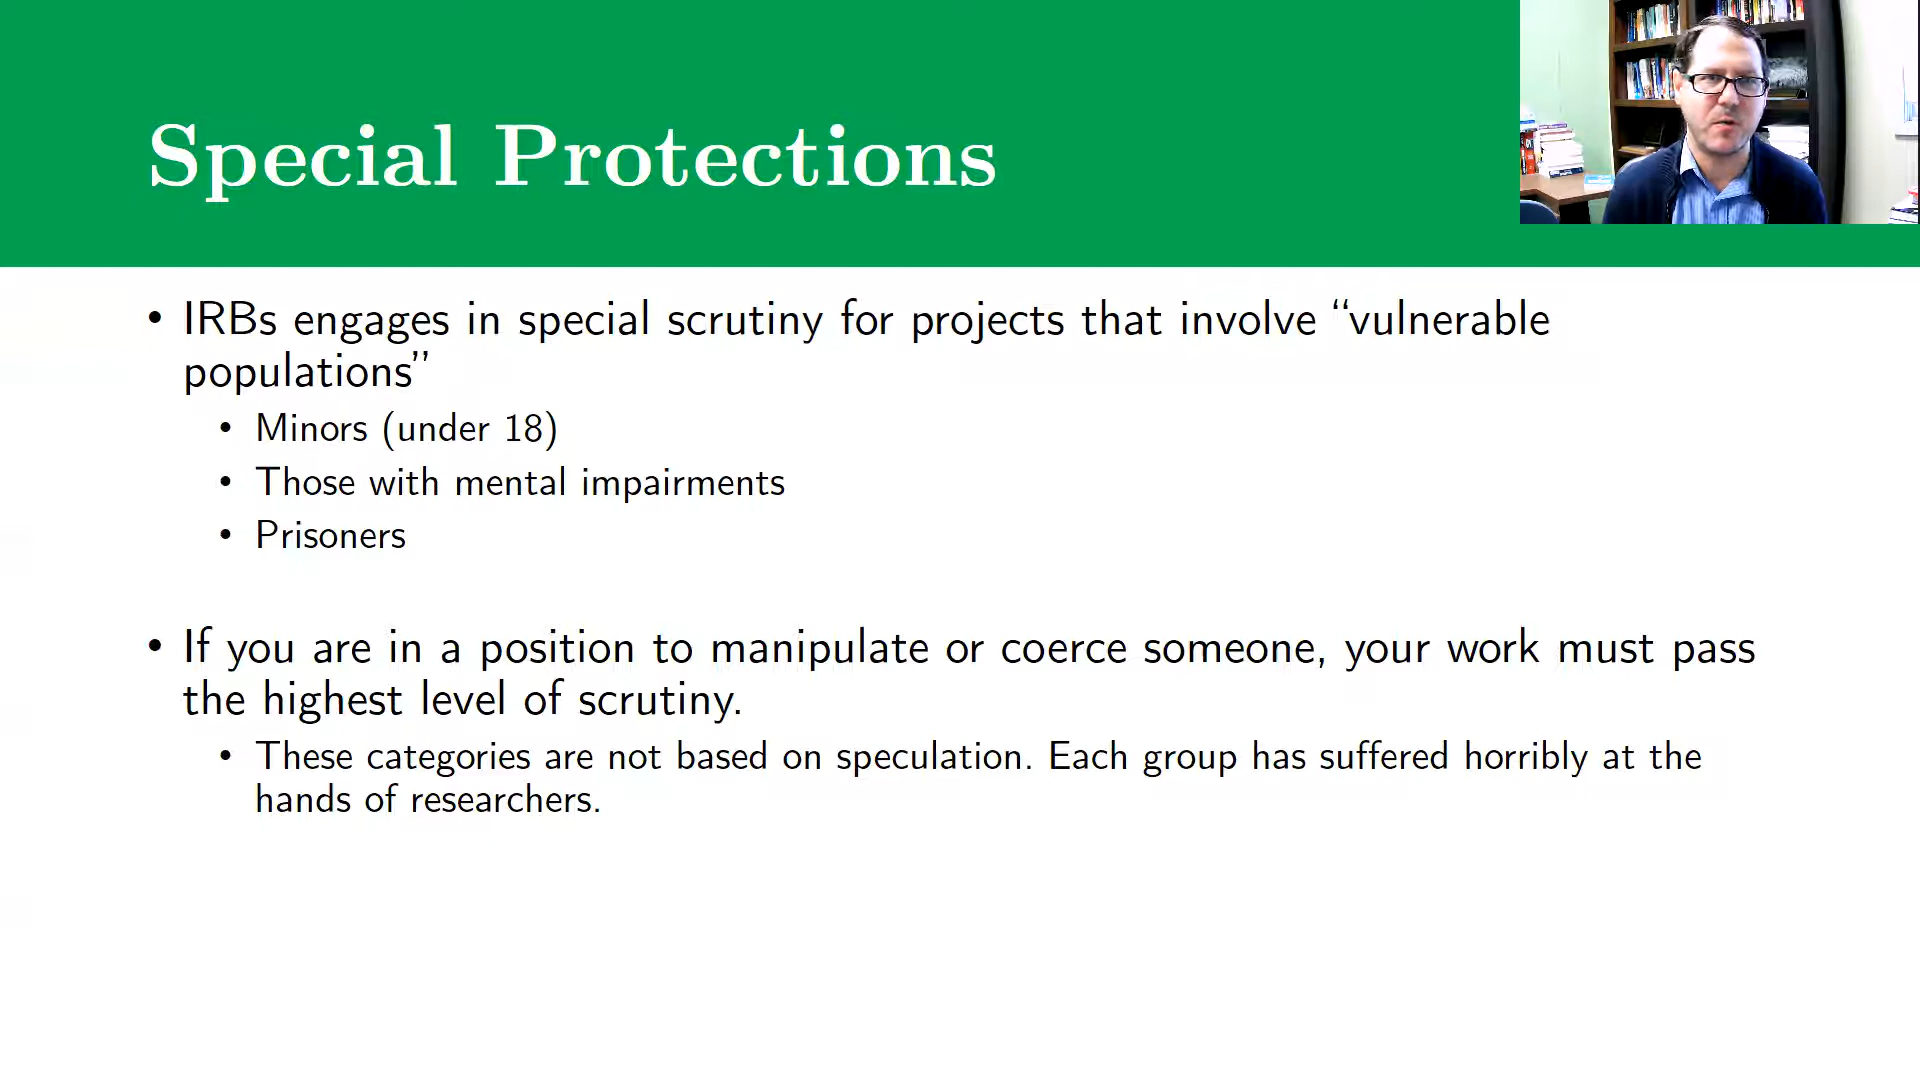 Special Protections
• IRBs engages in special scrutiny for projects that involve “vulnerable
populations”
• Minors (under 18)
• Those with mental impairments
• Prisoners
• If you are in a position to manipulate or coerce someone, your work must pass
the highest level of scrutiny.
• These categories are not based on speculation. Each group has suffered horribly at the
hands of researchers.